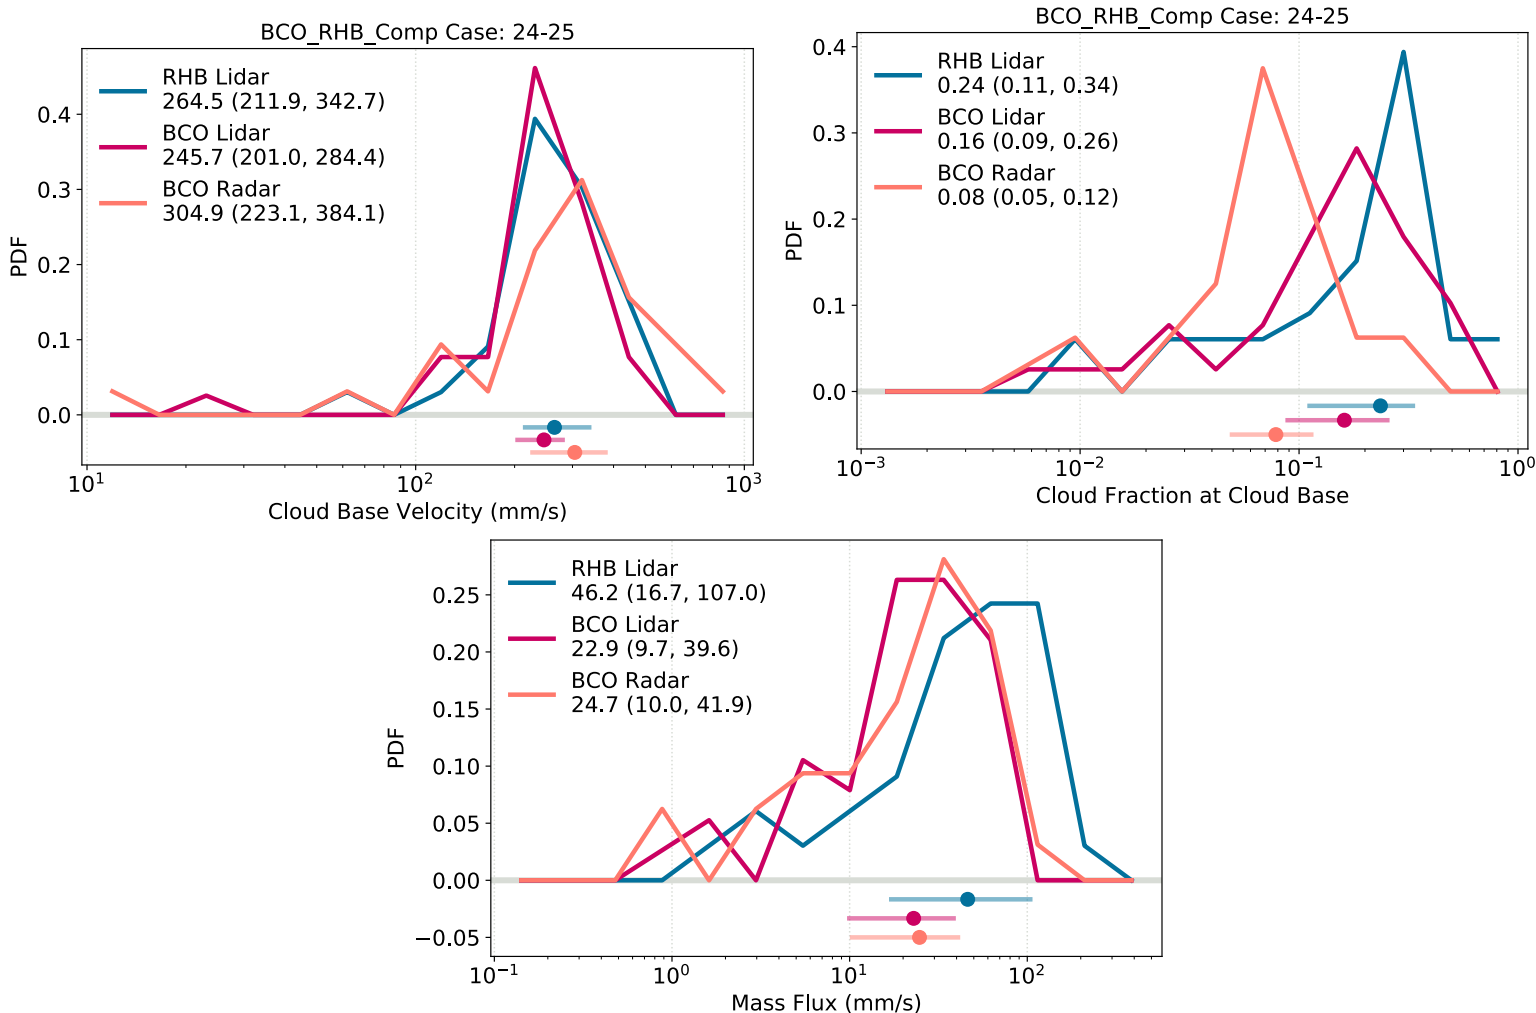 BCO_RHB_Comp Case: 24-25
RHB Lidar
264.5 (211.9, 342.7)
BCO Lidar
245.7 (201.0, 284.4)
BCO Radar
304.9 (223.1, 384.1)
PDF
0.4
0.3
0.2
0.1
0.0
10¹
10²
10³
Cloud Base Velocity (mm/s)
BCO_RHB_Comp Case: 24-25
RHB Lidar
0.24 (0.11, 0.34)
BCO Lidar
0.16 (0.09, 0.26)
BCO Radar
0.08 (0.05, 0.12)
PDF
0.4
0.3
0.2
0.1
0.0
10⁻³
10⁻²
10⁻¹
10⁰
Cloud Fraction at Cloud Base
RHB Lidar
46.2 (16.7, 107.0)
BCO Lidar
22.9 (9.7, 39.6)
BCO Radar
24.7 (10.0, 41.9)
PDF
0.25
0.20
0.15
0.10
0.05
0.00
−0.05
10⁻¹
10⁰
10¹
10²
Mass Flux (mm/s)